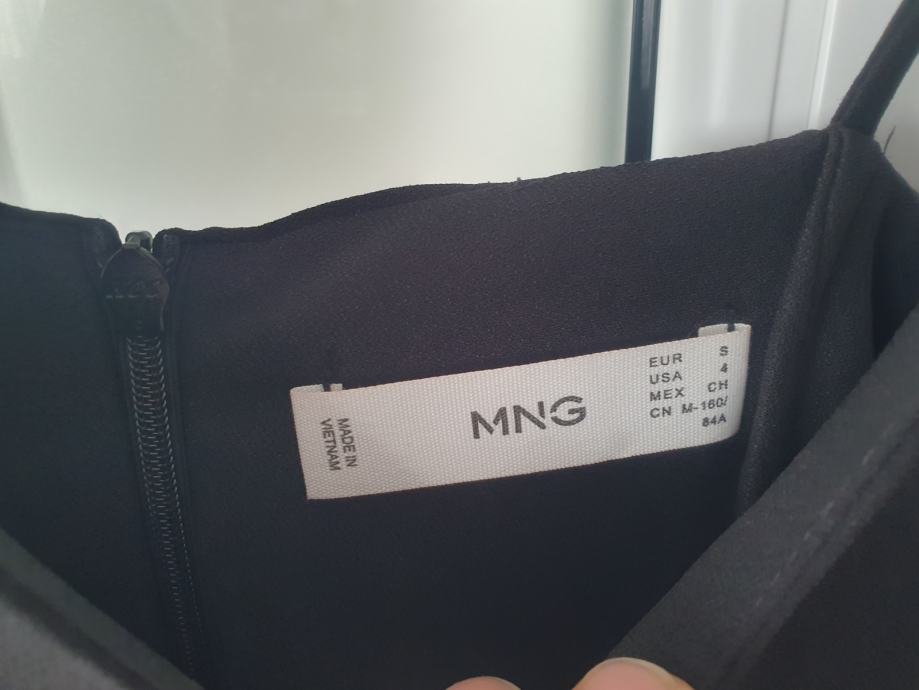 MADE IN
VIETNAM
MNG
EUR S
USA 4
MEX CH
CN M-160/
84A